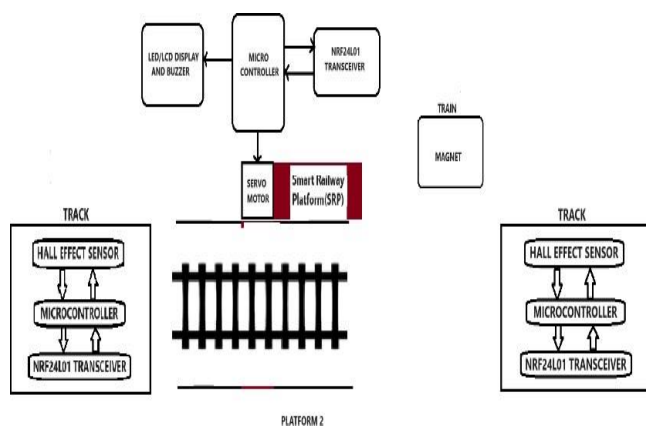 LED/LCD DISPLAY
AND BUZZER
MICRO
CONTROLLER
NRF24L01
TRANSCEIVER
TRAIN
MAGNET
SERVO
MOTOR
Smart Railway
Platform(SRP)
TRACK
HALL EFFECT SENSOR
MICROCONTROLLER
NRF24L01 TRANSCEIVER
TRACK
HALL EFFECT SENSOR
MICROCONTROLLER
NRF24L01 TRANSCEIVER
PLATFORM 2